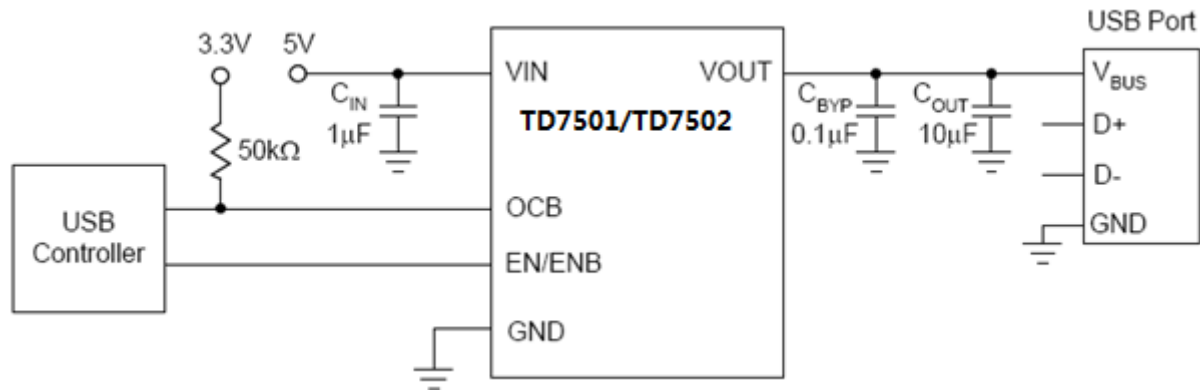 USB Port
3.3V
5V
VIN
VOUT
V_BUS
C_IN
1μF
TD7501/TD7502
C_BYP
0.1μF
C_OUT
10μF
D+
50kΩ
D-
USB
Controller
OCB
GND
EN/ENB
GND